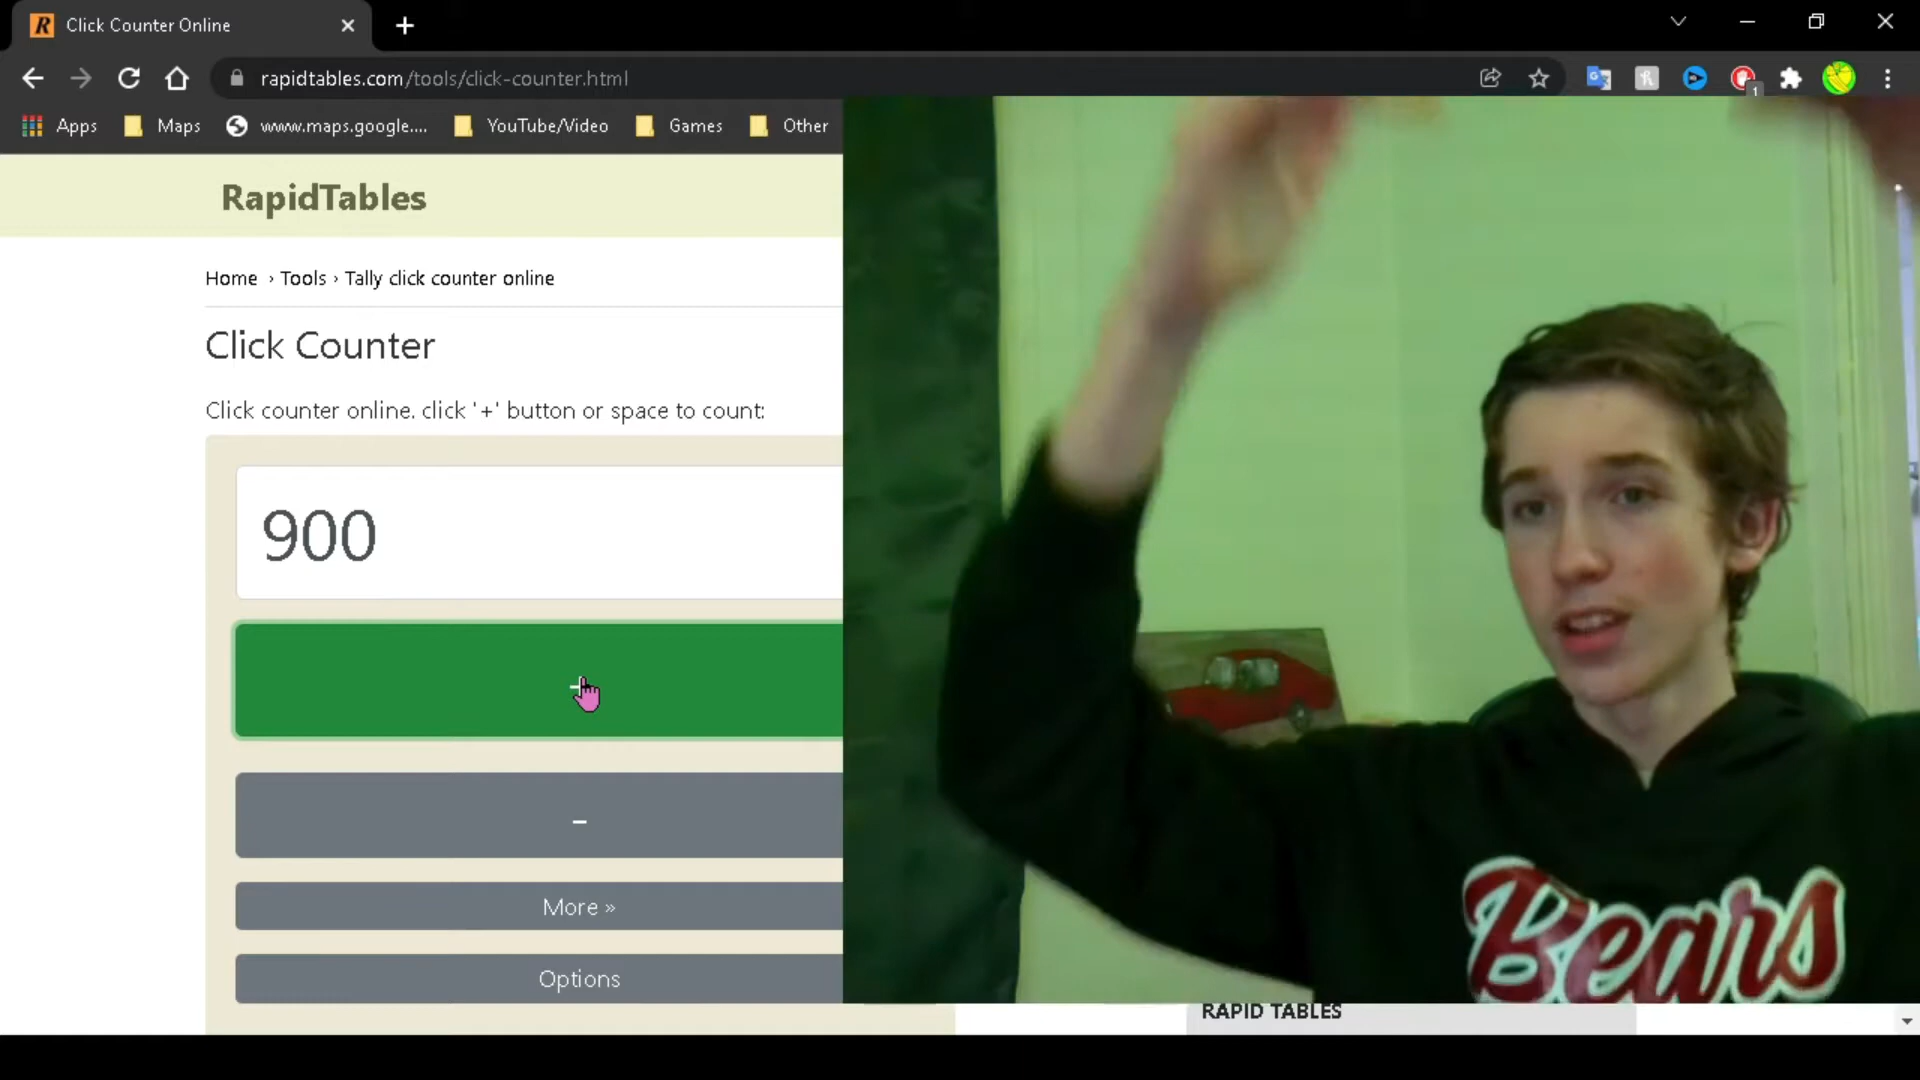 Click Counter Online
rapidtables.com/tools/click-counter.html
1
Apps Maps www.maps.google.... YouTube/Video Games Other
RapidTables
Home › Tools › Tally click counter online
Click Counter
Click counter online. click '+' button or space to count:
900
+
-
More »
Options
Bears
RAPID TABLES